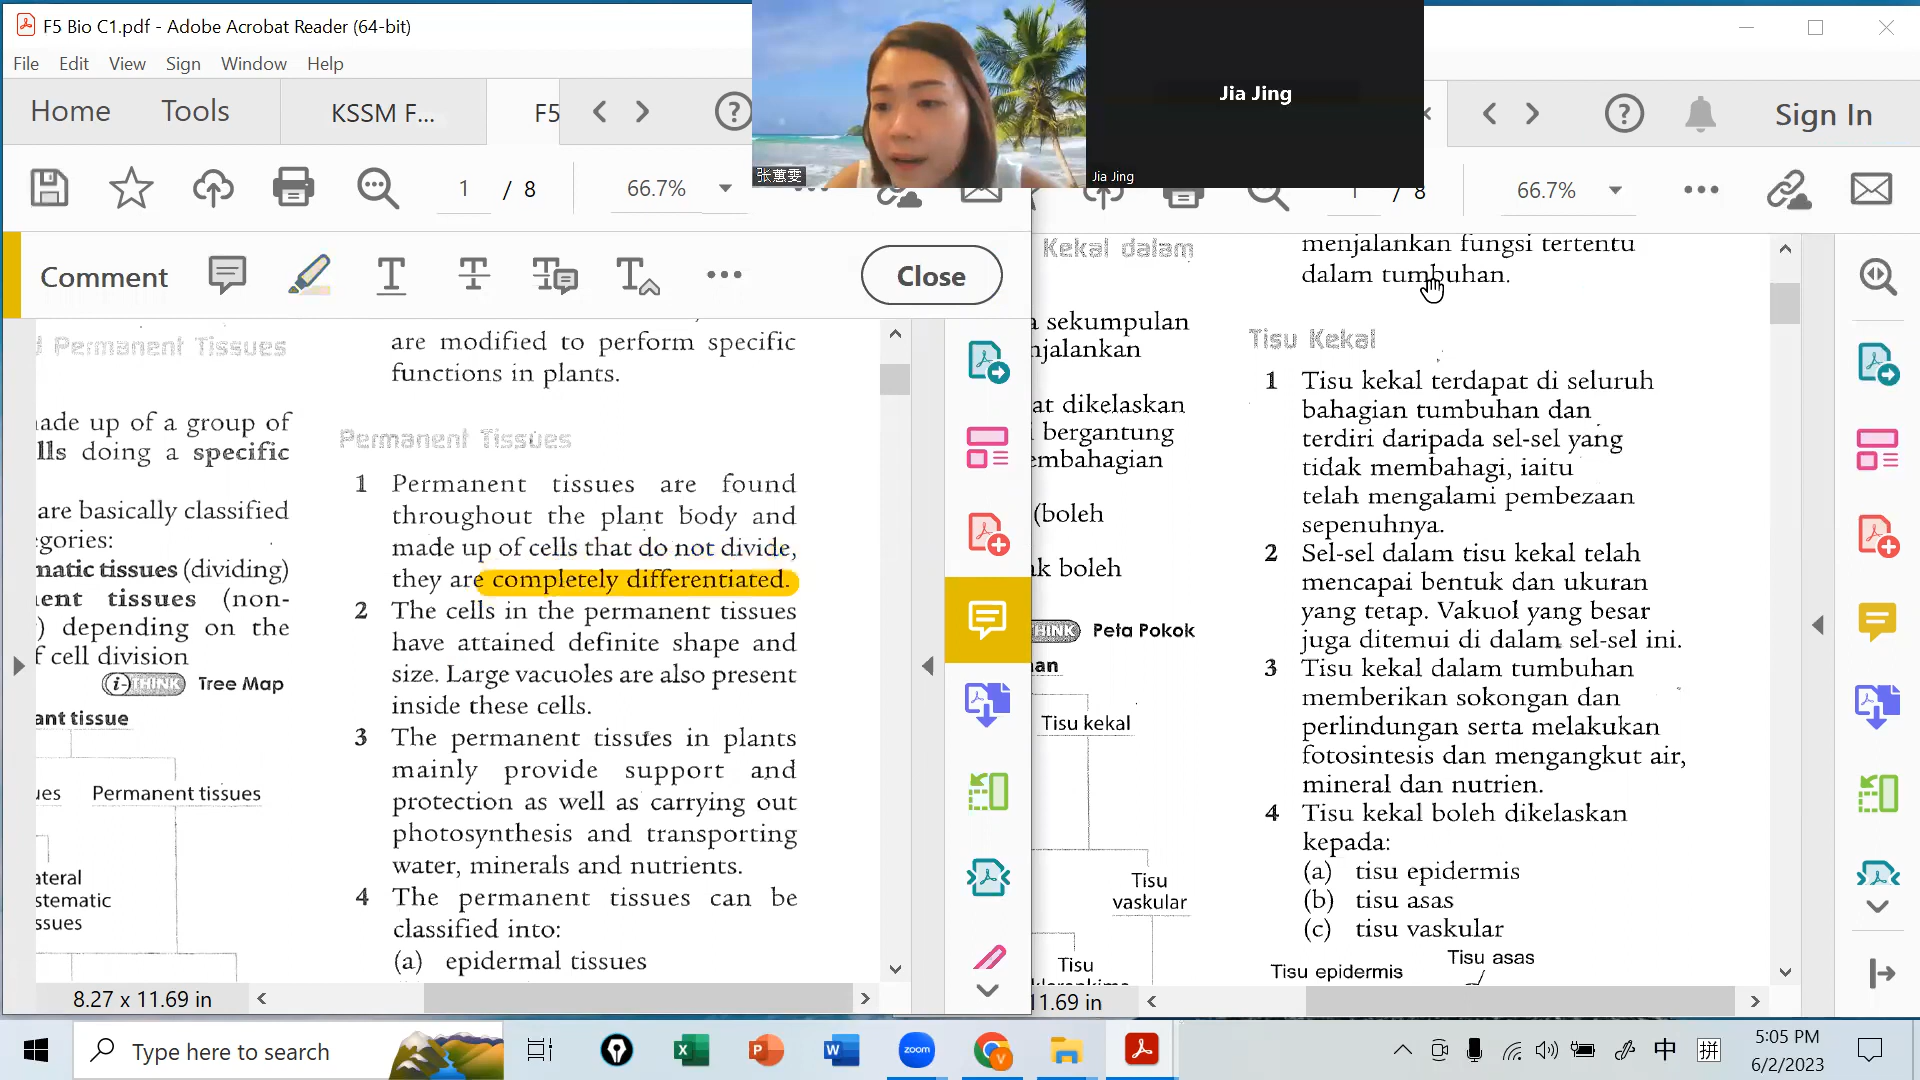 F5 Bio C1.pdf - Adobe Acrobat Reader (64-bit)
File Edit View Sign Window Help
Home Tools KSSM F... F5
1 / 8 66.7%
Comment Close
Permanent Tissues
made up of a group of
lls doing a specific
are basically classified
egories:
matic tissues (dividing)
ent tissues (non-
) depending on the
f cell division
i-THINK Tree Map
ant tissue
ues Permanent tissues
ateral
stematic
ssues
are modified to perform specific
functions in plants.
Permanent Tissues
1 Permanent tissues are found
throughout the plant body and
made up of cells that do not divide,
they are completely differentiated.
2 The cells in the permanent tissues
have attained definite shape and
size. Large vacuoles are also present
inside these cells.
3 The permanent tissues in plants
mainly provide support and
protection as well as carrying out
photosynthesis and transporting
water, minerals and nutrients.
4 The permanent tissues can be
classified into:
(a) epidermal tissues
8.27 x 11.69 in
张蕙雯
Jia Jing
Jia Jing
Sign In
1 / 8 66.7%
Kekal dalam
a sekumpulan
njalankan
at dikelaskan
i bergantung
embahagian
(boleh
ak boleh
HINK Peta Pokok
an
Tisu kekal
Tisu
vaskular
Tisu
klerenkima
menjalankan fungsi tertentu
dalam tumbuhan.
Tisu Kekal
1 Tisu kekal terdapat di seluruh
bahagian tumbuhan dan
terdiri daripada sel-sel yang
tidak membahagi, iaitu
telah mengalami pembezaan
sepenuhnya.
2 Sel-sel dalam tisu kekal telah
mencapai bentuk dan ukuran
yang tetap. Vakuol yang besar
juga ditemui di dalam sel-sel ini.
3 Tisu kekal dalam tumbuhan
memberikan sokongan dan
perlindungan serta melakukan
fotosintesis dan mengangkut air,
mineral dan nutrien.
4 Tisu kekal boleh dikelaskan
kepada:
(a) tisu epidermis
(b) tisu asas
(c) tisu vaskular
Tisu epidermis Tisu asas
11.69 in
Type here to search
zoom
中 拼
5:05 PM
6/2/2023